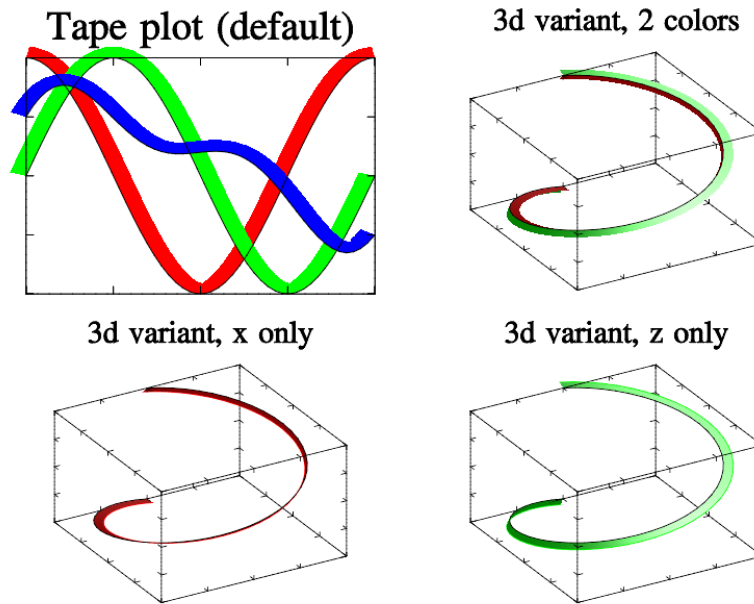 Tape plot (default)
3d variant, 2 colors
3d variant, x only
3d variant, z only